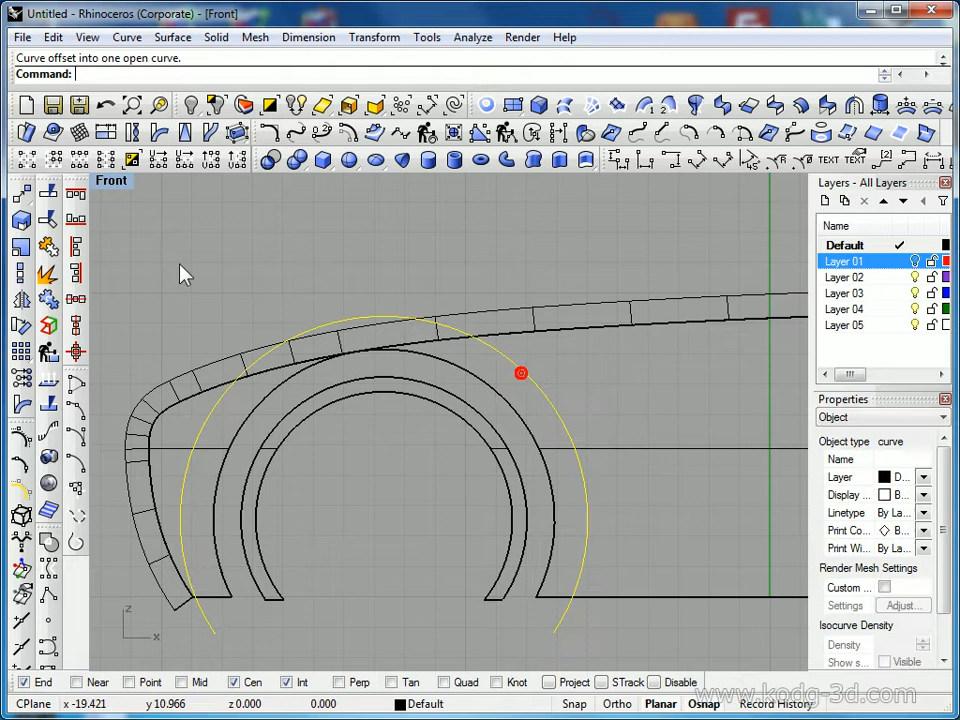 Untitled - Rhinoceros (Corporate) - [Front]
File Edit View Curve Surface Solid Mesh Dimension Transform Tools Analyze Render Help
Curve offset into one open curve.
Command:
TEXT TEXT
Front
Layers - All Layers
Name
Default
Layer 01
Layer 02
Layer 03
Layer 04
Layer 05
Properties
Object
Object type curve
Name
Layer D...
Display B...
Linetype By La...
Print Co... B...
Print Wi... By La...
Render Mesh Settings
Custom ...
Settings Adjust...
Isocurve Density
Density
Show s... Visible
z
x
End Near Point Mid Cen Int Perp Tan Quad Knot Project STrack Disable
www.kodg-3d.com
CPlane x -19.421 y 10.966 z 0.000 0.000 Default Snap Ortho Planar Osnap Record History